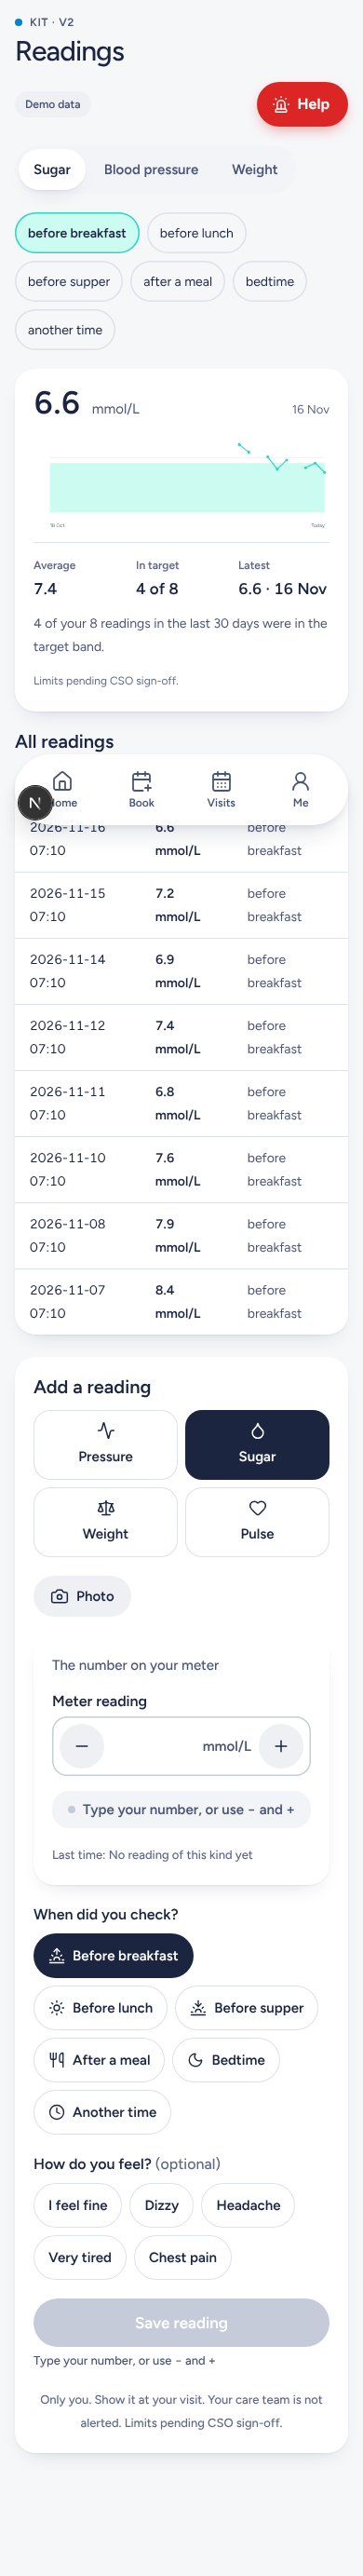 KIT · V2
Readings
Demo data
Help
Sugar
Blood pressure
Weight
before breakfast
before lunch
before supper
after a meal
bedtime
another time
6.6 mmol/L
16 Nov
Today
Average
In target
Latest
7.4
4 of 8
6.6 · 16 Nov
4 of your 8 readings in the last 30 days were in the
target band.
Limits pending CSO sign-off.
All readings
N
ome
Book
Visits
Me
2026-11-16 6.6 before
07:10 mmol/L breakfast
2026-11-15 7.2 before
07:10 mmol/L breakfast
2026-11-14 6.9 before
07:10 mmol/L breakfast
2026-11-12 7.4 before
07:10 mmol/L breakfast
2026-11-11 6.8 before
07:10 mmol/L breakfast
2026-11-10 7.6 before
07:10 mmol/L breakfast
2026-11-08 7.9 before
07:10 mmol/L breakfast
2026-11-07 8.4 before
07:10 mmol/L breakfast
Add a reading
Pressure
Sugar
Weight
Pulse
Photo
The number on your meter
Meter reading
− mmol/L +
Type your number, or use − and +
Last time: No reading of this kind yet
When did you check?
Before breakfast
Before lunch
Before supper
After a meal
Bedtime
Another time
How do you feel? (optional)
I feel fine
Dizzy
Headache
Very tired
Chest pain
Save reading
Type your number, or use − and +
Only you. Show it at your visit. Your care team is not
alerted. Limits pending CSO sign-off.